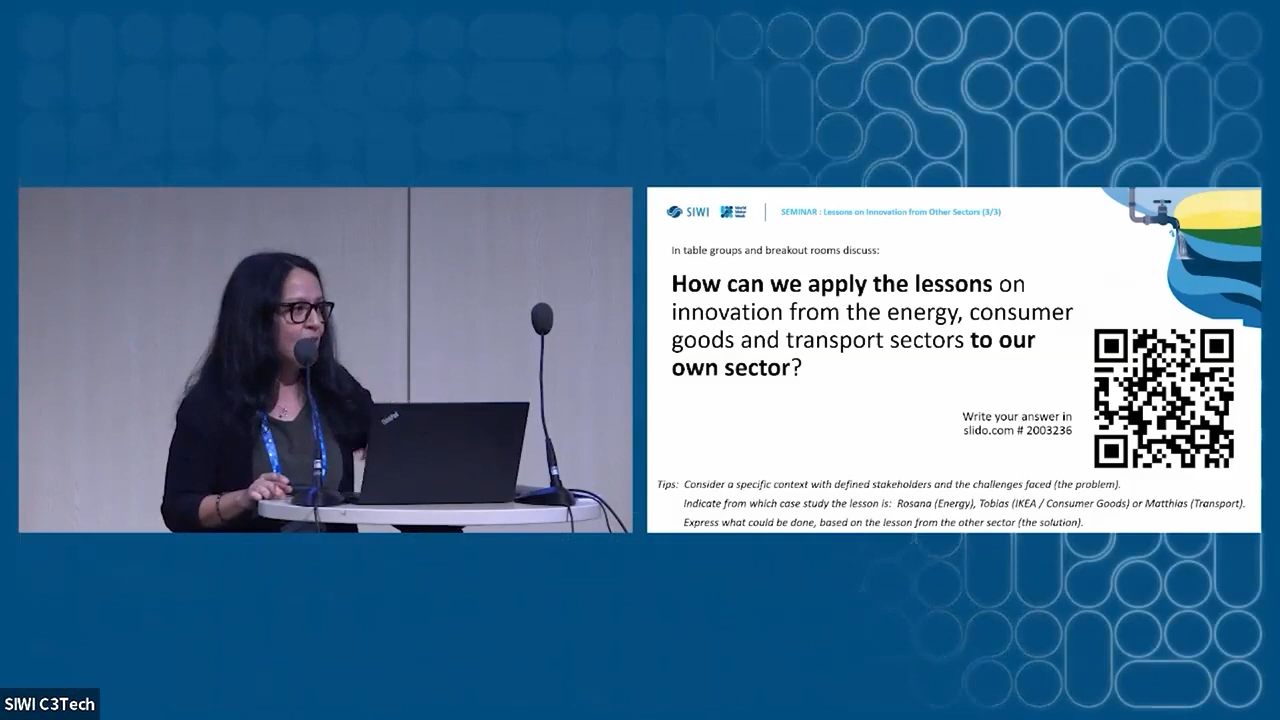 SIWI
World
Water
Week
SEMINAR : Lessons on Innovation from Other Sectors (3/3)
In table groups and breakout rooms discuss:
How can we apply the lessons on
innovation from the energy, consumer
goods and transport sectors to our
own sector?
Write your answer in
slido.com # 2003236
Tips: Consider a specific context with defined stakeholders and the challenges faced (the problem).
Indicate from which case study the lesson is: Rosana (Energy), Tobias (IKEA / Consumer Goods) or Matthias (Transport).
Express what could be done, based on the lesson from the other sector (the solution).
ThinkPad
SIWI C3Tech